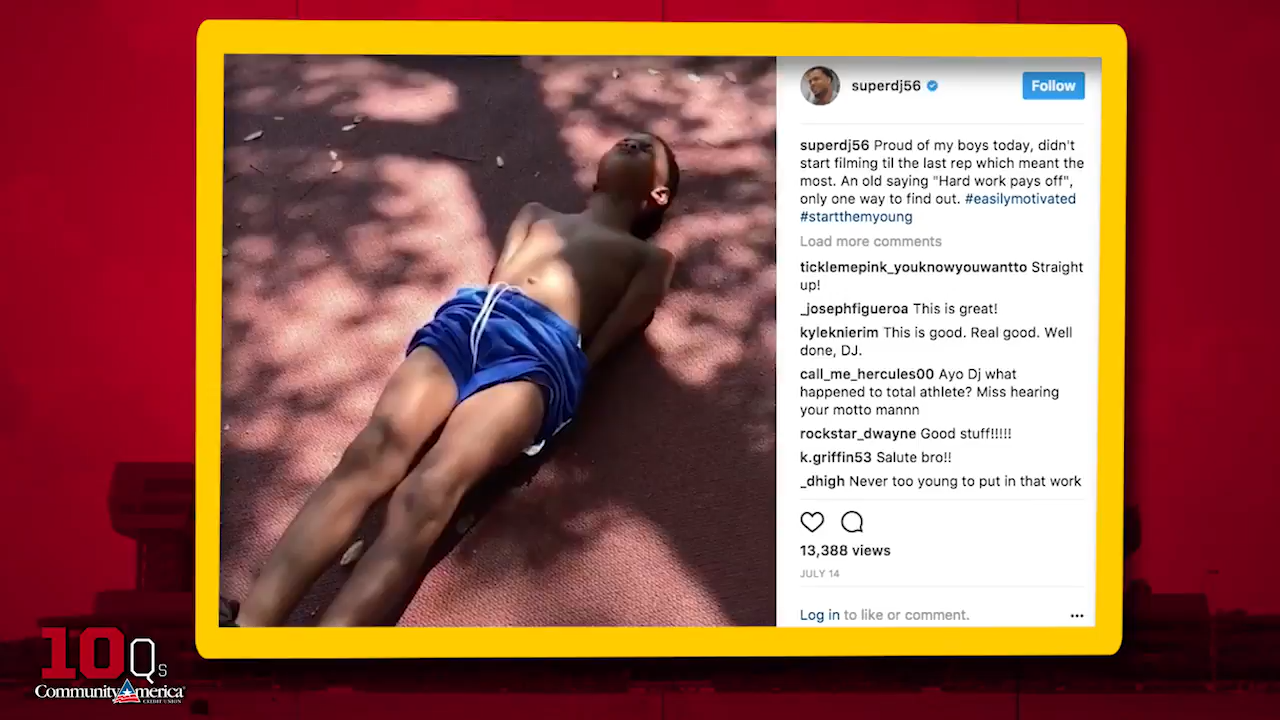 superdj56
Follow
superdj56 Proud of my boys today, didn't
start filming til the last rep which meant the
most. An old saying "Hard work pays off",
only one way to find out. #easilymotivated
#startthemyoung
Load more comments
ticklemepink_youknowyouwantto Straight
up!
_josephfigueroa This is great!
kyleknierim This is good. Real good. Well
done, DJ.
call_me_hercules00 Ayo Dj what
happened to total athlete? Miss hearing
your motto mannn
rockstar_dwayne Good stuff!!!!!
k.griffin53 Salute bro!!
_dhigh Never too young to put in that work
13,388 views
JULY 14
Log in to like or comment.
10Qs
CommunityAmerica
CREDIT UNION